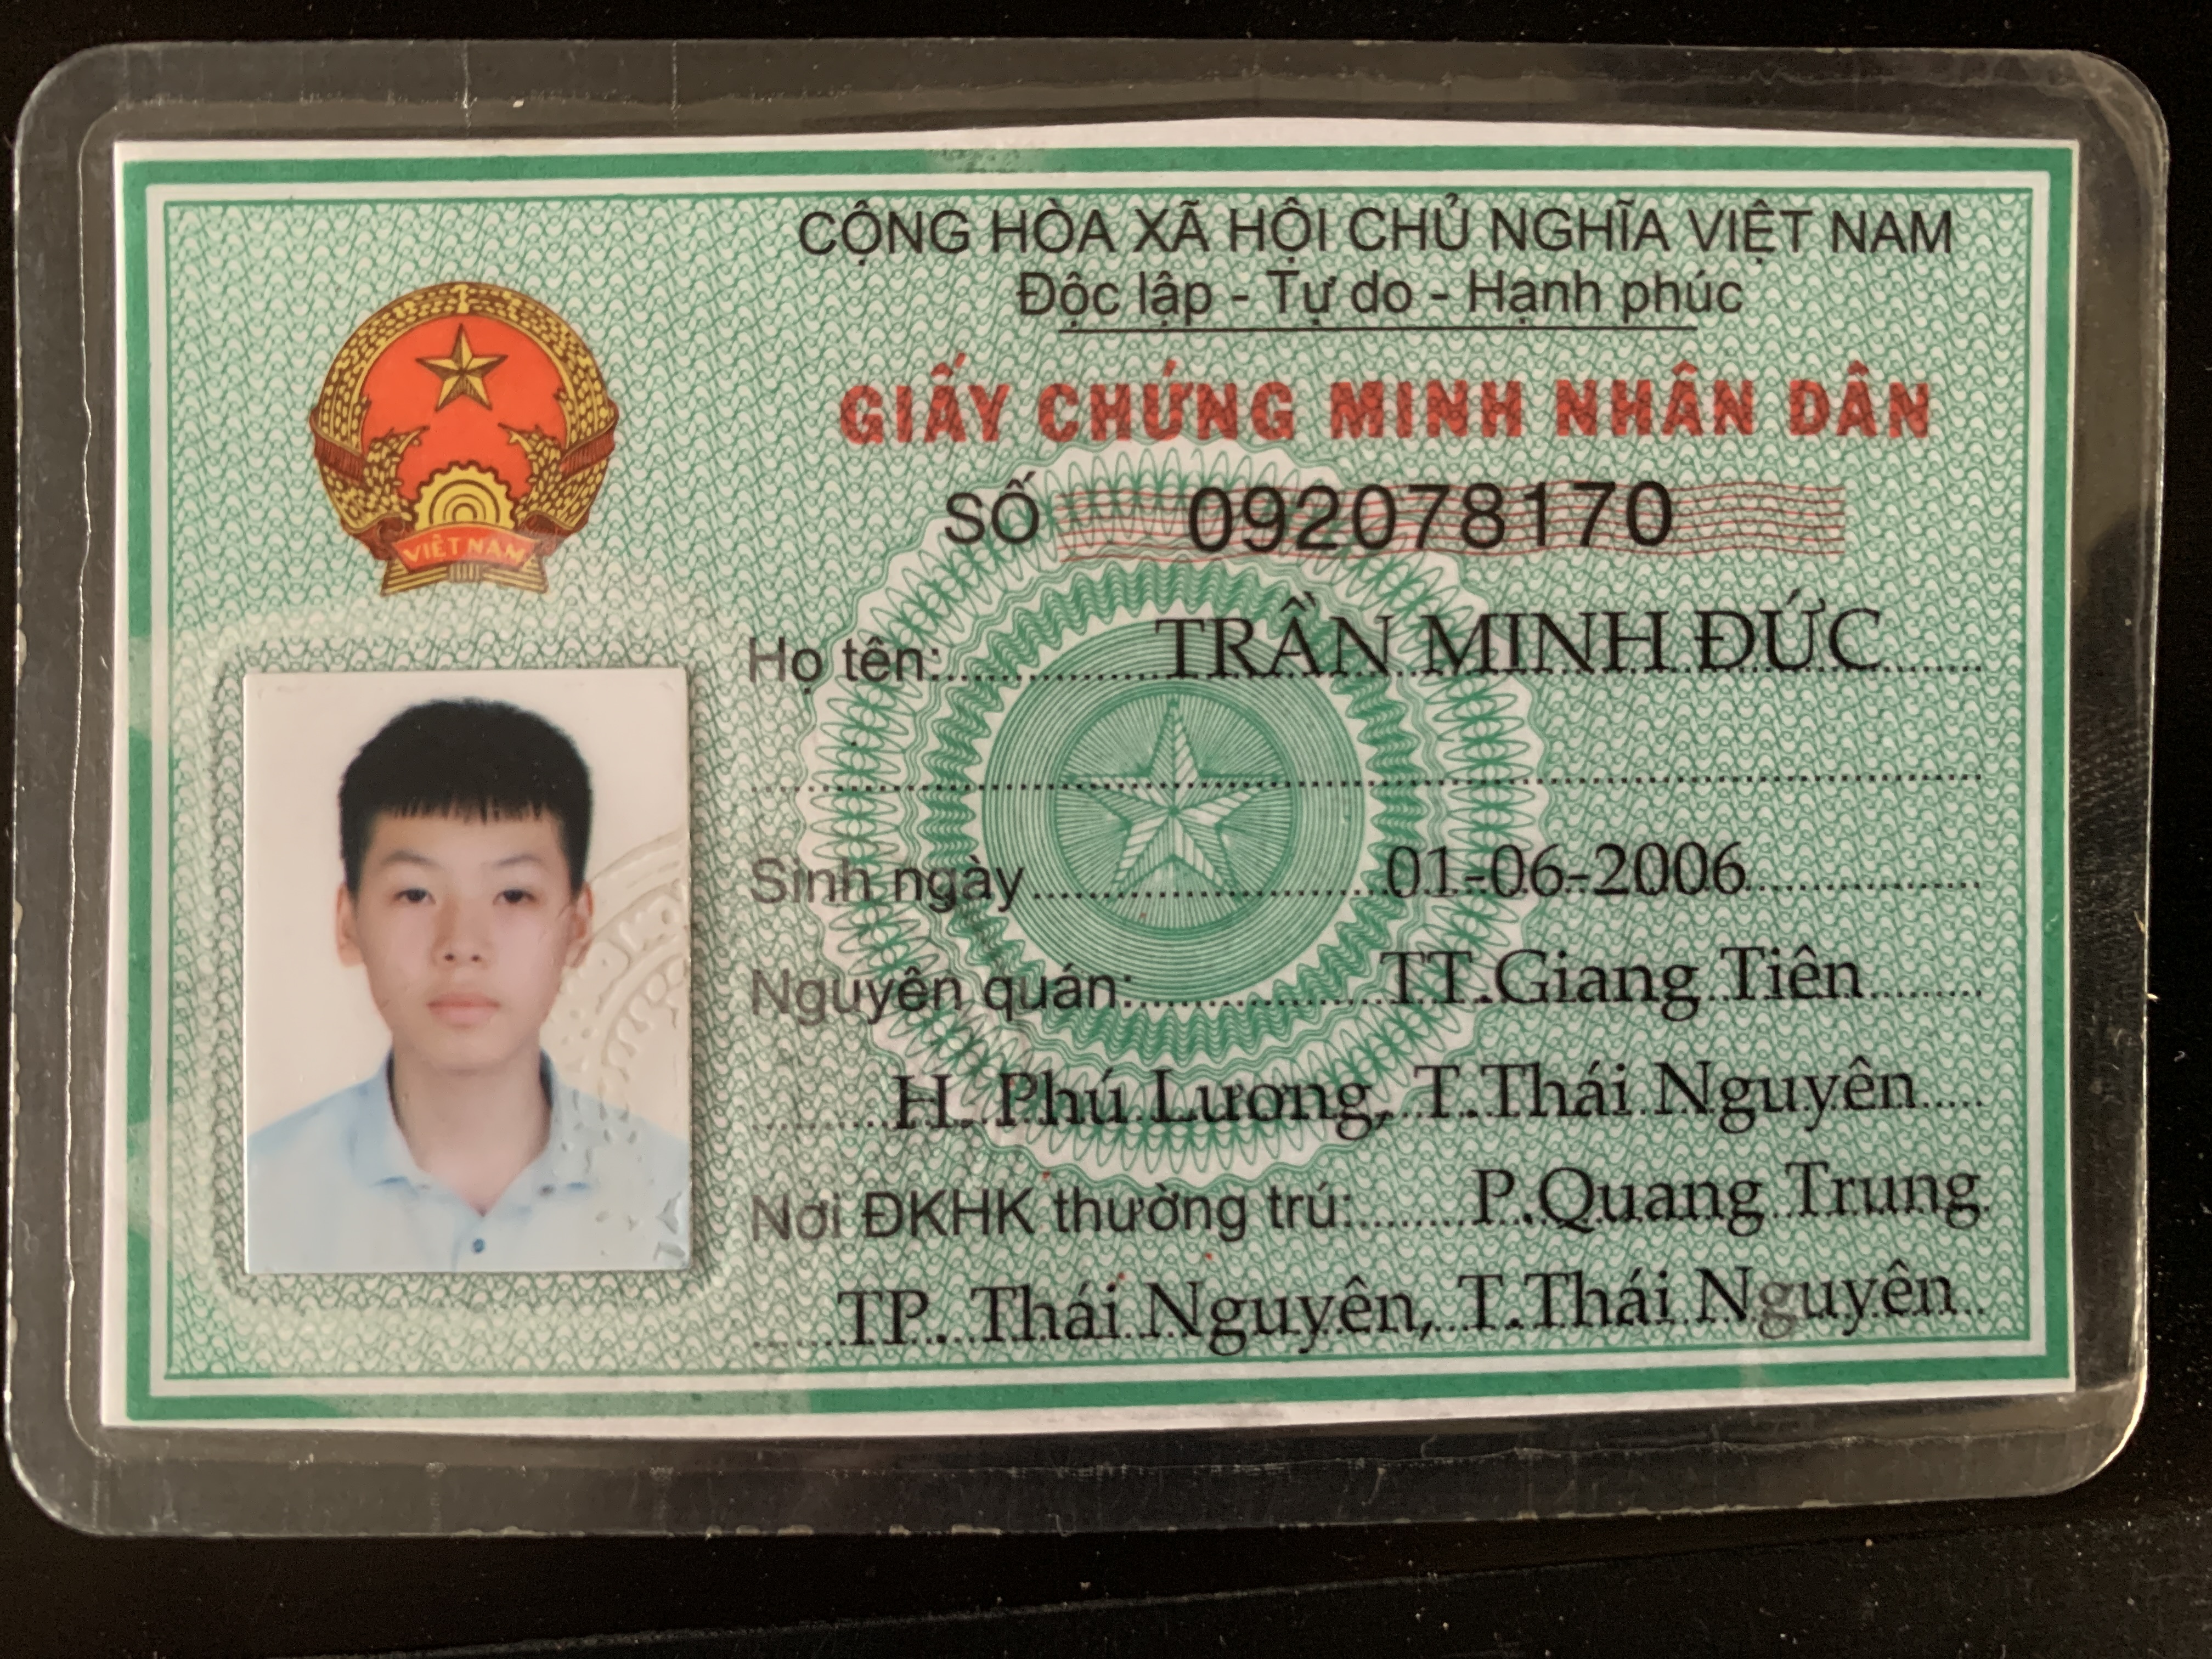 CỘNG HÒA XÃ HỘI CHỦ NGHĨA VIỆT NAM
Độc lập - Tự do - Hạnh phúc
GIẤY CHỨNG MINH NHÂN DÂN
SỐ 092078170
VIỆT NAM
Họ tên: TRẦN MINH ĐỨC
Sinh ngày 01-06-2006
Nguyên quán: TT.Giang Tiên
H. Phú Lương, T.Thái Nguyên
Nơi ĐKHK thường trú: P.Quang Trung
TP. Thái Nguyên, T.Thái Nguyên